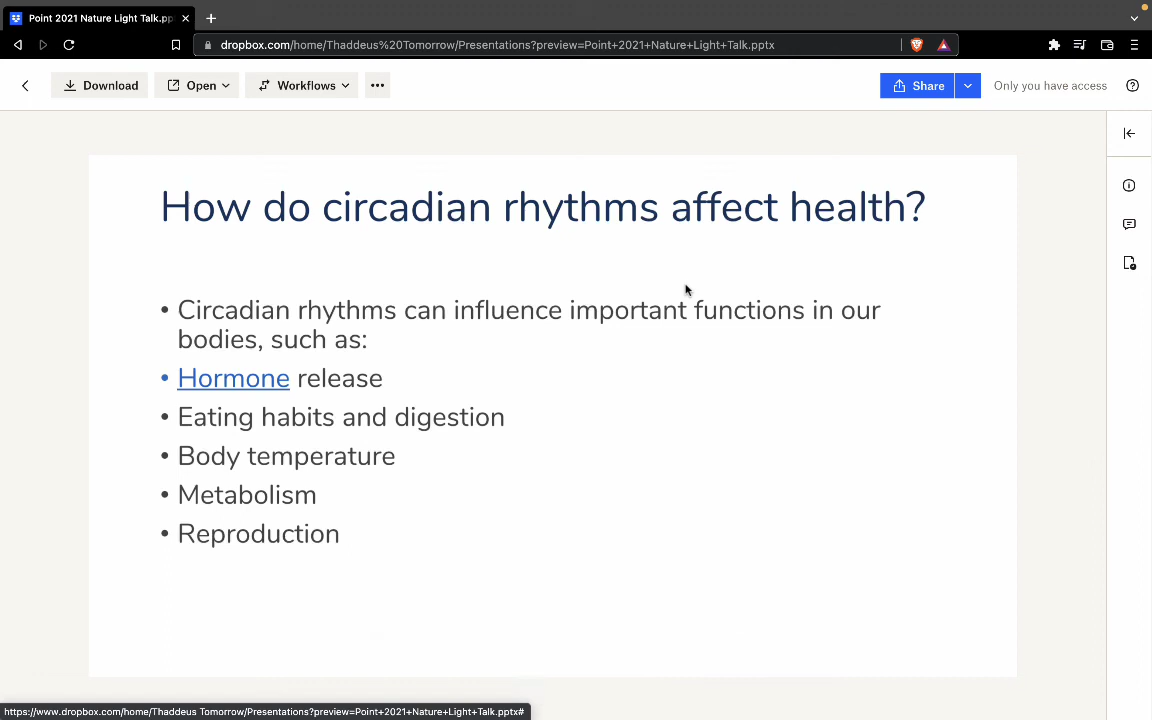 Point 2021 Nature Light Talk.pp
dropbox.com/home/Thaddeus%20Tomorrow/Presentations?preview=Point+2021+Nature+Light+Talk.pptx
Download
Open
Workflows
Share
Only you have access
How do circadian rhythms affect health?
• Circadian rhythms can influence important functions in our
bodies, such as:
• Hormone release
• Eating habits and digestion
• Body temperature
• Metabolism
• Reproduction
https://www.dropbox.com/home/Thaddeus Tomorrow/Presentations?preview=Point+2021+Nature+Light+Talk.pptx#